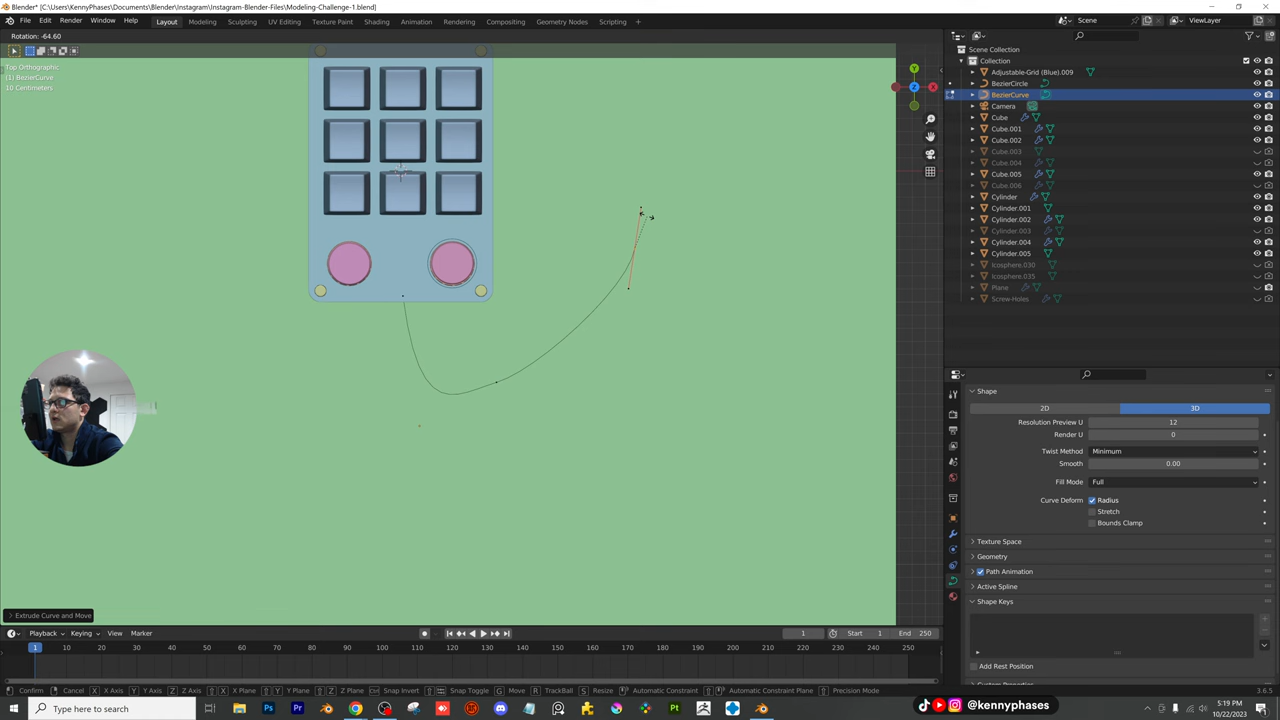 Blender* [C:\Users\KennyPhases\Documents\Blender\Instagram\Instagram-Blender-Files\Modeling-Challenge-1.blend]
File Edit Render Window Help Layout Modeling Sculpting UV Editing Texture Paint Shading Animation Rendering Compositing Geometry Nodes Scripting Scene ViewLayer
Rotation: -64.60
Top Orthographic
(1) BezierCurve
10 Centimeters
Y
X
Z
Scene Collection
Collection
Adjustable-Grid (Blue).009
BezierCircle
BezierCurve
Camera
Cube
Cube.001
Cube.002
Cube.003
Cube.004
Cube.005
Cube.006
Cylinder
Cylinder.001
Cylinder.002
Cylinder.003
Cylinder.004
Cylinder.005
Icosphere.030
Icosphere.035
Plane
Screw-Holes
Shape
2D 3D
Resolution Preview U 12
Render U 0
Twist Method Minimum
Smooth 0.00
Fill Mode Full
Curve Deform Radius
Stretch
Bounds Clamp
Texture Space
Geometry
Path Animation
Active Spline
Shape Keys
Add Rest Position
Extrude Curve and Move
Playback Keying View Marker 1 Start 1 End 250
1 10 20 30 40 50 60 70 80 90 100 110 120 130 140 150 160 170 180 190 200 210 220 230 240 250
Confirm Cancel X X Axis Y Y Axis Z Z Axis X X Plane Y Y Plane Z Z Plane Snap Invert Snap Toggle G Move R TrackBall S Resize Automatic Constraint Automatic Constraint Plane Precision Mode 3.6.5
Type here to search
@kennyphases
5:19 PM
10/22/2023